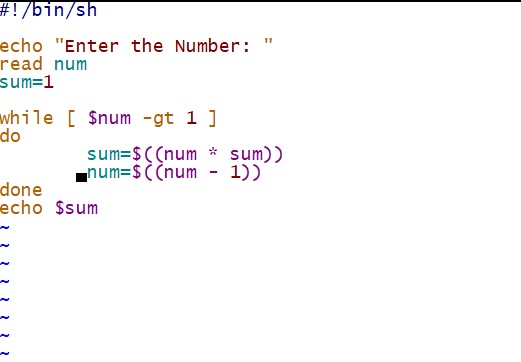 #!/bin/sh
echo "Enter the Number: "
read num
sum=1
while [ $num -gt 1 ]
do
sum=$((num * sum))
num=$((num - 1))
done
echo $sum
~
~
~
~
~
~
~
~